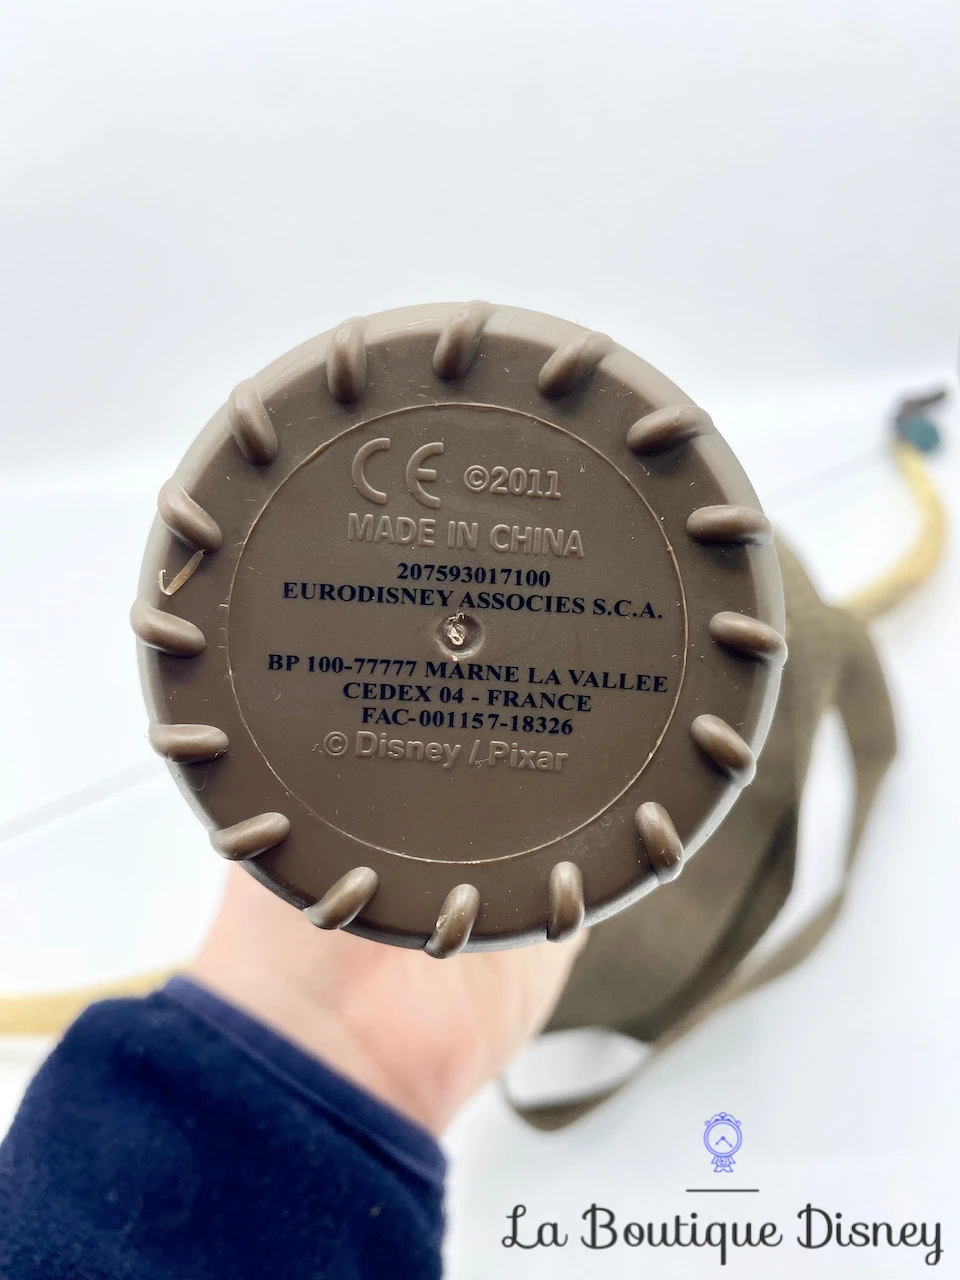 CE ©2011
MADE IN CHINA
207593017100
EURODISNEY ASSOCIES S.C.A.
BP 100-77777 MARNE LA VALLEE
CEDEX 04 - FRANCE
FAC-001157-18326
© Disney / Pixar
La Boutique Disney